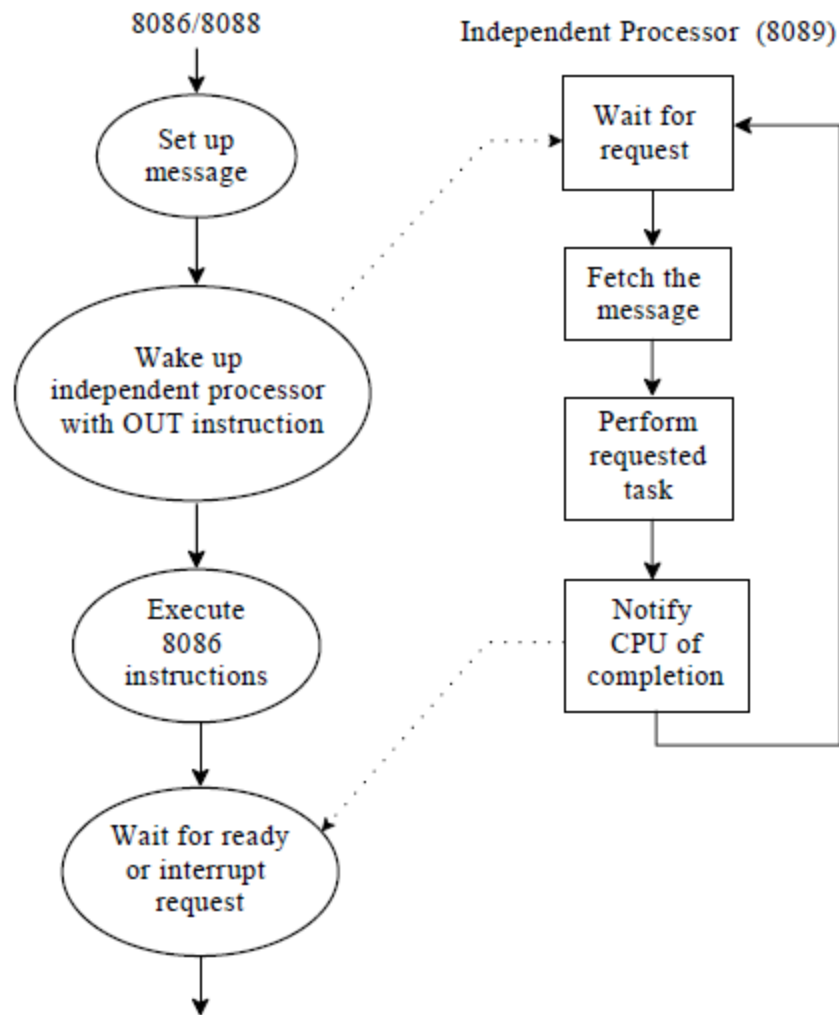 8086/8088
Set up
message
Wake up
independent processor
with OUT instruction
Execute
8086
instructions
Wait for ready
or interrupt
request
Independent Processor (8089)
Wait for
request
Fetch the
message
Perform
requested
task
Notify
CPU of
completion